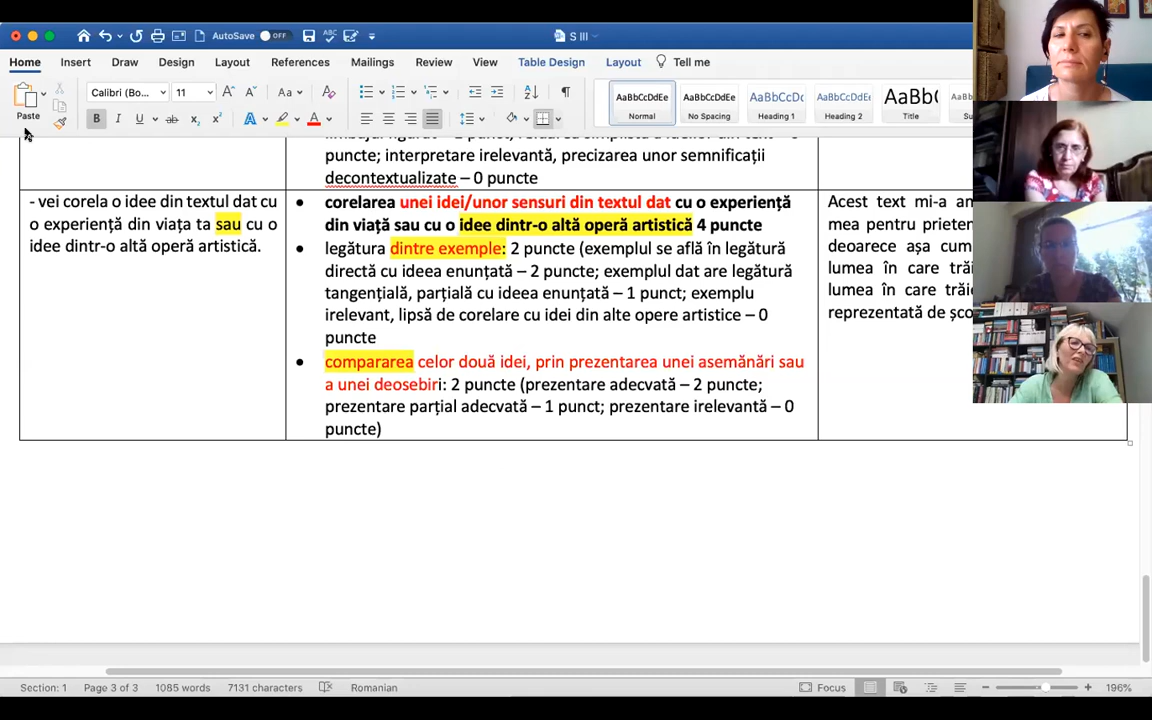 AutoSave OFF S III
Home Insert Draw Design Layout References Mailings Review View Table Design Layout Tell me
Paste
Calibri (Bo... 11
Aa
AaBbCcDdEe AaBbCcDdEe AaBbCcDc AaBbCcDdEe AaBb(
Normal No Spacing Heading 1 Heading 2 Title
puncte; interpretare irelevantă, precizarea unor semnificații
decontextualizate – 0 puncte
- vei corela o idee din textul dat cu
o experiență din viața ta sau cu o
idee dintr-o altă operă artistică.
• corelarea unei idei/unor sensuri din textul dat cu o experiență
din viață sau cu o idee dintr-o altă operă artistică 4 puncte
• legătura dintre exemple: 2 puncte (exemplul se află în legătură
directă cu ideea enunțată – 2 puncte; exemplul dat are legătură
tangențială, parțială cu ideea enunțată – 1 punct; exemplu
irelevant, lipsă de corelare cu idei din alte opere artistice – 0
puncte
• compararea celor două idei, prin prezentarea unei asemănări sau
a unei deosebiri: 2 puncte (prezentare adecvată – 2 puncte;
prezentare parțial adecvată – 1 punct; prezentare irelevantă – 0
puncte)
Acest text mi-a
mea pentru
deoarece așa cum
lumea în care
lumea în care
reprezentată de
Section: 1 Page 3 of 3 1085 words 7131 characters Romanian Focus 196%